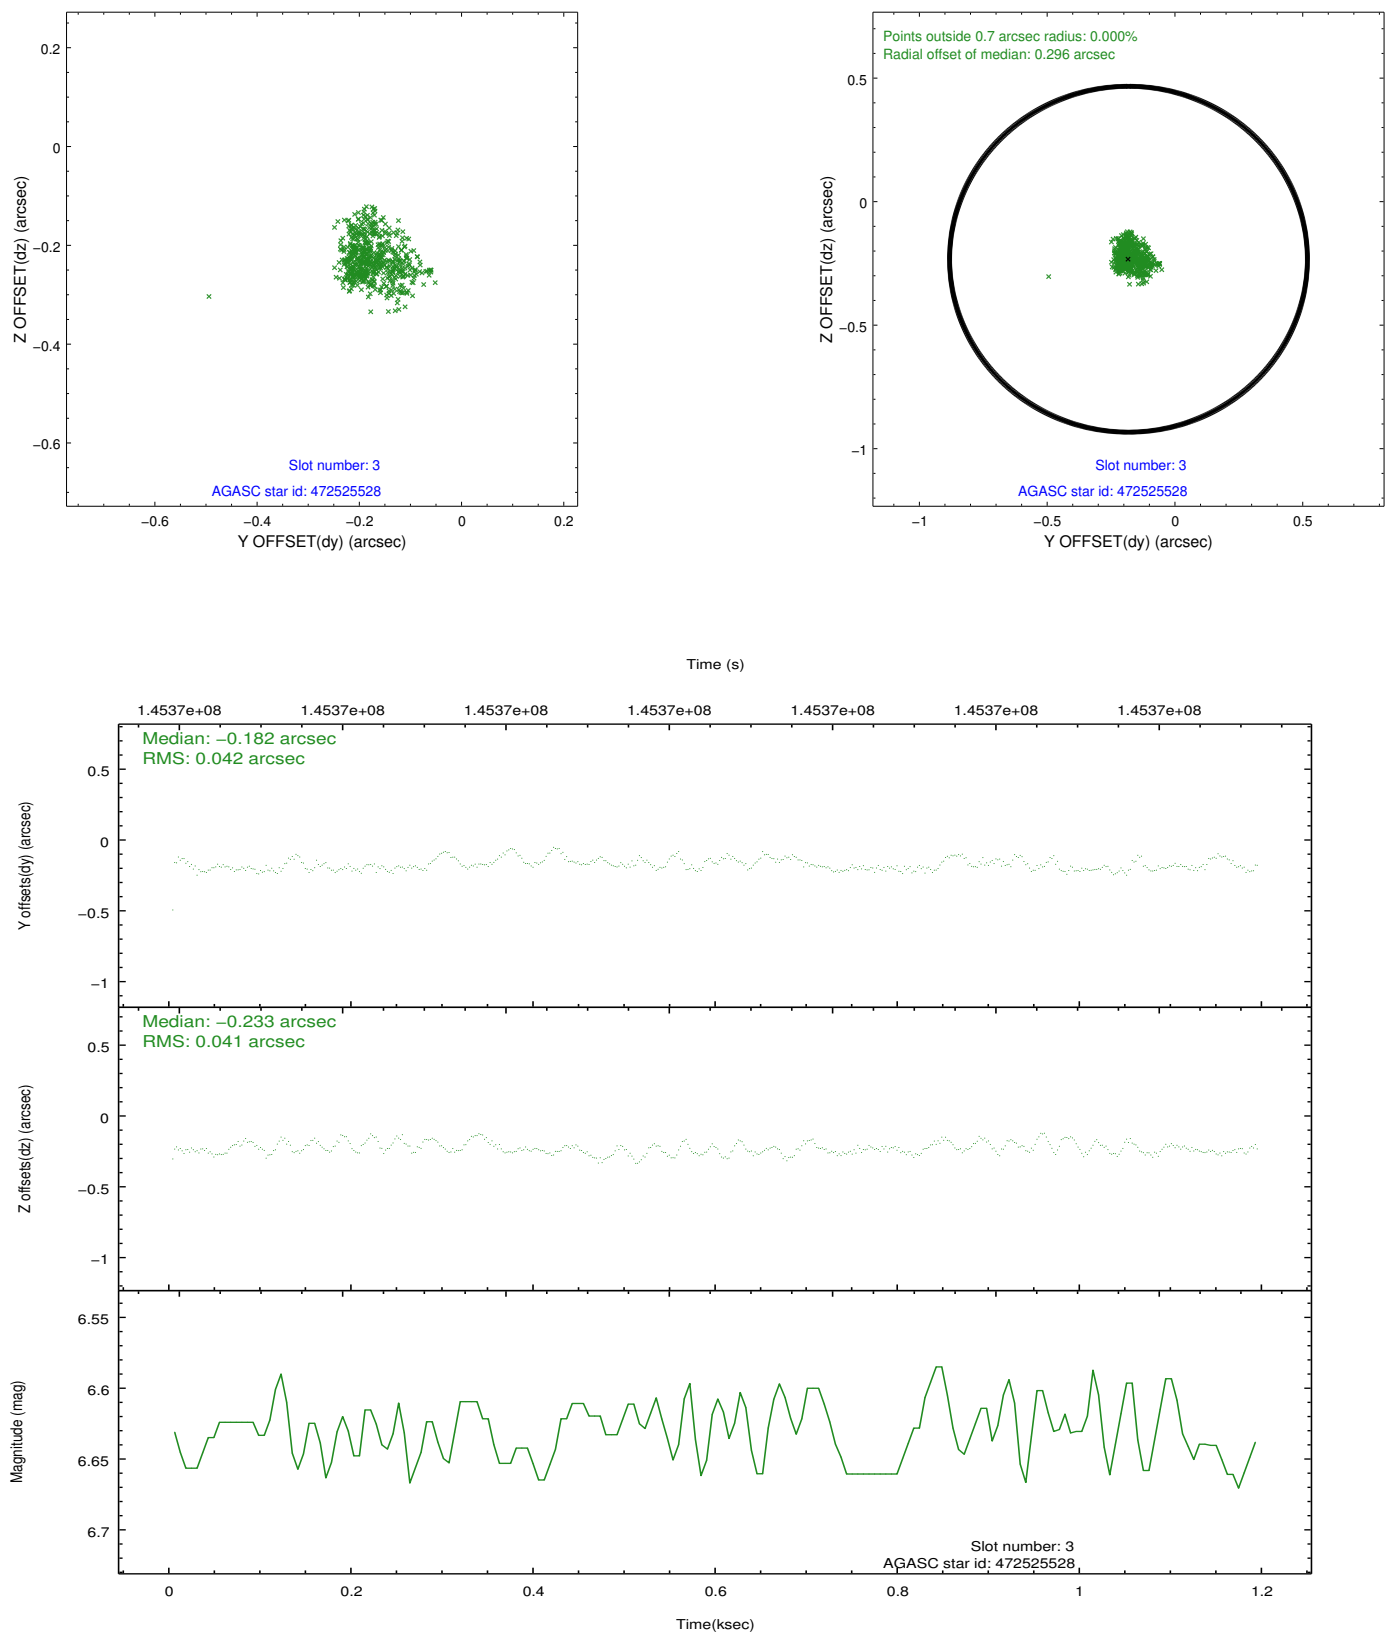 0.2
0
−0.2
−0.4
−0.6
Z OFFSET(dz) (arcsec)
Slot number: 3
AGASC star id: 472525528
−0.6
−0.4
−0.2
0
0.2
Y OFFSET(dy) (arcsec)
Points outside 0.7 arcsec radius: 0.000%
Radial offset of median: 0.296 arcsec
0.5
0
−0.5
−1
Z OFFSET(dz) (arcsec)
Slot number: 3
AGASC star id: 472525528
−1
−0.5
0
0.5
Y OFFSET(dy) (arcsec)
Time (s)
1.4537e+08 1.4537e+08 1.4537e+08 1.4537e+08 1.4537e+08 1.4537e+08 1.4537e+08
Median: −0.182 arcsec
RMS: 0.042 arcsec
0.5
0
−0.5
−1
Y offsets(dy) (arcsec)
Median: −0.233 arcsec
RMS: 0.041 arcsec
0.5
0
−0.5
−1
Z offsets(dz) (arcsec)
6.55
6.6
6.65
6.7
Magnitude (mag)
Slot number: 3
AGASC star id: 472525528
0 0.2 0.4 0.6 0.8 1 1.2
Time(ksec)